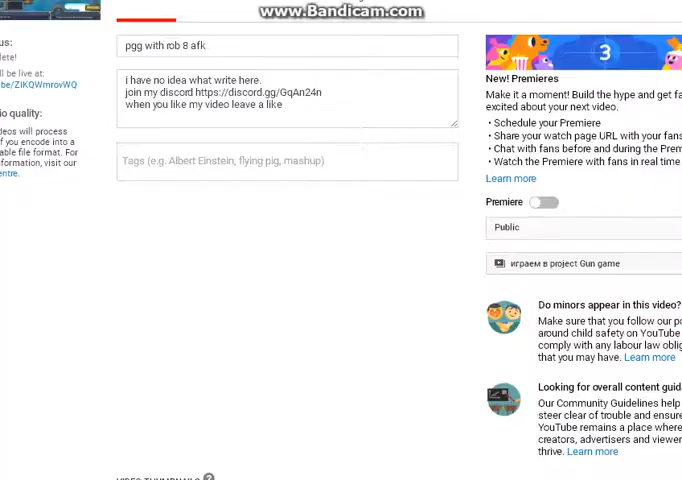 www.Bandicam.com
us:
lete!
ll be live at:
be/ZIKQWmrovWQ
io quality:
deos will process
f you encode into a
able file format. For
formation, visit our
entre.
pgg with rob 8 afk
i have no idea what write here.
join my discord https://discord.gg/GqAn24n
when you like my video leave a like
Tags (e.g. Albert Einstein, flying pig, mashup)
3
New! Premieres
Make it a moment! Build the hype and get fa
excited about your next video.
• Schedule your Premiere
• Share your watch page URL with your fans
• Chat with fans before and during the Prem
• Watch the Premiere with fans in real time
Learn more
Premiere
Public
играем в project Gun game
Do minors appear in this video?
Make sure that you follow our po
around child safety on YouTube
comply with any labour law oblig
that you may have. Learn more
Looking for overall content guid
Our Community Guidelines help
steer clear of trouble and ensure
YouTube remains a place where
creators, advertisers and viewer
thrive. Learn more
VIDEO THUMBNAILS ?